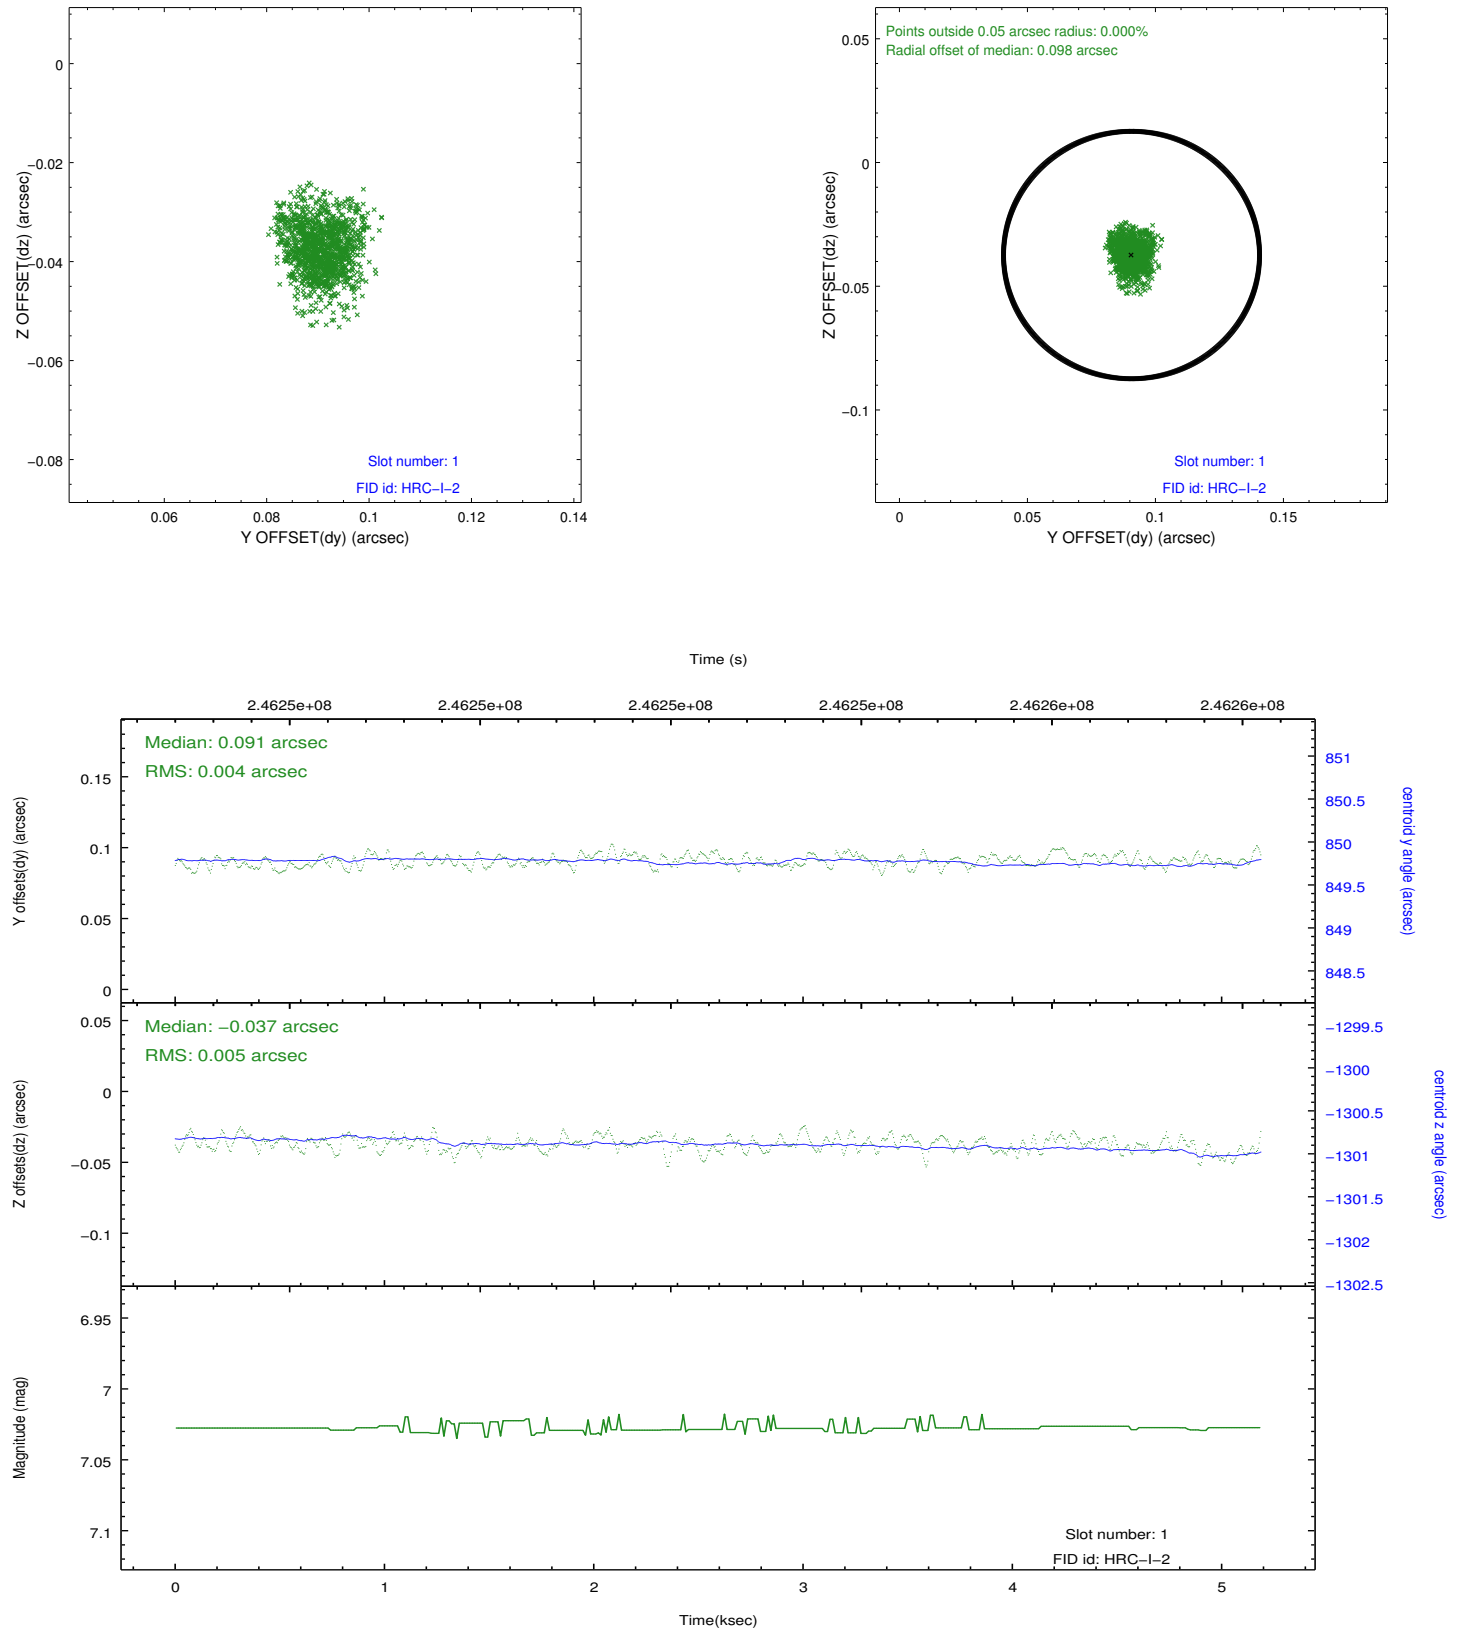 0
−0.02
−0.04
−0.06
−0.08
Z OFFSET(dz) (arcsec)
Slot number: 1
FID id: HRC−I−2
0.06
0.08
0.1
0.12
0.14
Y OFFSET(dy) (arcsec)
Points outside 0.05 arcsec radius: 0.000%
Radial offset of median: 0.098 arcsec
0.05
0
−0.05
−0.1
Z OFFSET(dz) (arcsec)
Slot number: 1
FID id: HRC−I−2
0
0.05
0.1
0.15
Y OFFSET(dy) (arcsec)
Time (s)
2.4625e+08
2.4625e+08
2.4625e+08
2.4625e+08
2.4626e+08
2.4626e+08
Median: 0.091 arcsec
RMS: 0.004 arcsec
0.15
0.1
0.05
0
Y offsets(dy) (arcsec)
851
850.5
850
849.5
849
848.5
centroid y angle (arcsec)
Median: −0.037 arcsec
RMS: 0.005 arcsec
0.05
0
−0.05
−0.1
Z offsets(dz) (arcsec)
−1299.5
−1300
−1300.5
−1301
−1301.5
−1302
−1302.5
centroid z angle (arcsec)
6.95
7
7.05
7.1
Magnitude (mag)
Slot number: 1
FID id: HRC−I−2
0
1
2
3
4
5
Time(ksec)